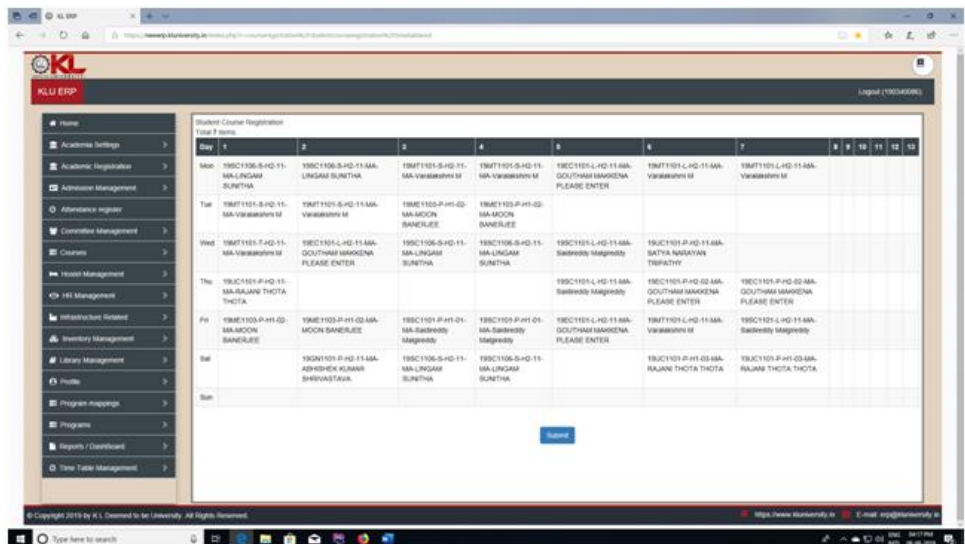 KL ERP
KL
KLU ERP
Logout (190340086)
Home
Academia Settings
Academic Registration
Admission Management
Attendance register
Committee Management
Courses
Hostel Management
HR Management
Infrastructure Related
Inventory Management
Library Management
Profile
Program mappings
Programs
Reports / Dashboard
Time Table Management
Student Course Registration
Total 7 items.
Day 1 2 3 4 5 6 7 8 9 10 11 12 13
Mon 19SC1106-S-H2-11- 19SC1106-S-H2-11-MA- 19MT1101-S-H2-11- 19MT1101-S-H2-11- 19EC1101-L-H2-11-MA- 19MT1101-L-H2-11-MA- 19MT1101-L-H2-11-MA-
MA-LINGAM LINGAM SUNITHA MA-Varalakshmi M MA-Varalakshmi M GOUTHAM MAKKENA Varalakshmi M Varalakshmi M
SUNITHA PLEASE ENTER
Tue 19MT1101-S-H2-11- 19MT1101-S-H2-11-MA- 19ME1103-P-H1-02- 19ME1103-P-H1-02-
MA-Varalakshmi M Varalakshmi M MA-MOON MA-MOON
BANERJEE BANERJEE
Wed 19MT1101-T-H2-11- 19EC1101-L-H2-11-MA- 19SC1106-S-H2-11- 19SC1106-S-H2-11- 19SC1101-L-H2-11-MA- 19UC1101-P-H2-11-MA-
MA-Varalakshmi M GOUTHAM MAKKENA MA-LINGAM MA-LINGAM Saidireddy Malgireddy SATYA NARAYAN
PLEASE ENTER SUNITHA SUNITHA TRIPATHY
Thu 19UC1101-P-H2-11- 19SC1101-L-H2-11-MA- 19EC1101-P-H2-02-MA- 19EC1101-P-H2-02-MA-
MA-RAJANI THOTA Saidireddy Malgireddy GOUTHAM MAKKENA GOUTHAM MAKKENA
THOTA PLEASE ENTER PLEASE ENTER
Fri 19ME1103-P-H1-02- 19ME1103-P-H1-02-MA- 19SC1101-P-H1-01- 19SC1101-P-H1-01- 19EC1101-L-H2-11-MA- 19MT1101-L-H2-11-MA- 19SC1101-L-H2-11-MA-
MA-MOON MOON BANERJEE MA-Saidireddy MA-Saidireddy GOUTHAM MAKKENA Varalakshmi M Saidireddy Malgireddy
BANERJEE Malgireddy Malgireddy PLEASE ENTER
Sat 19GN1101-P-H2-11-MA- 19SC1106-S-H2-11- 19SC1106-S-H2-11- 19UC1101-P-H1-03-MA- 19UC1101-P-H1-03-MA-
ABHISHEK KUMAR MA-LINGAM MA-LINGAM RAJANI THOTA THOTA RAJANI THOTA THOTA
SHRIVASTAVA SUNITHA SUNITHA
Sun
Submit
© Copyright 2019 by K L Deemed to be University. All Rights Reserved.
https://www.kluniversity.in
E-mail: erp@kluniversity.in
Type here to search
ENG 04:17 PM